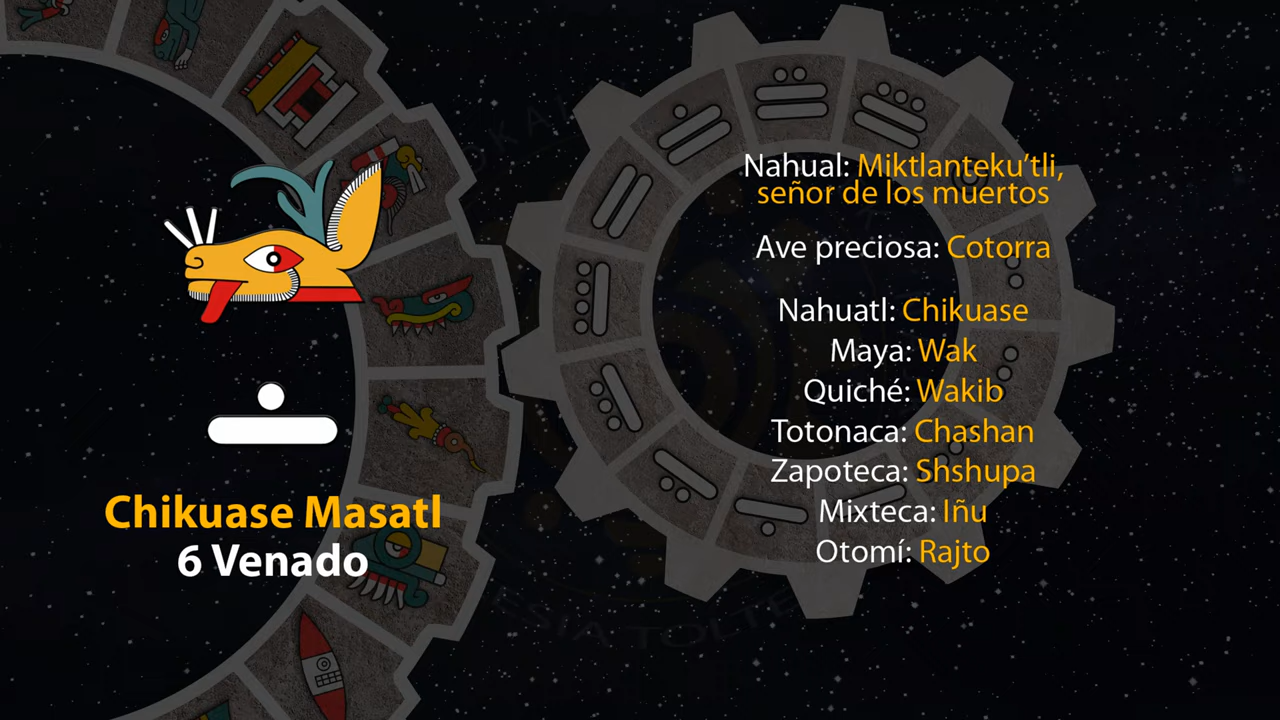 Chikuase Masatl
6 Venado
Nahual: Miktlanteku’tli,
señor de los muertos
Ave preciosa: Cotorra
Nahuatl: Chikuase
Maya: Wak
Quiché: Wakib
Totonaca: Chashan
Zapoteca: Shshupa
Mixteca: Iñu
Otomí: Rajto